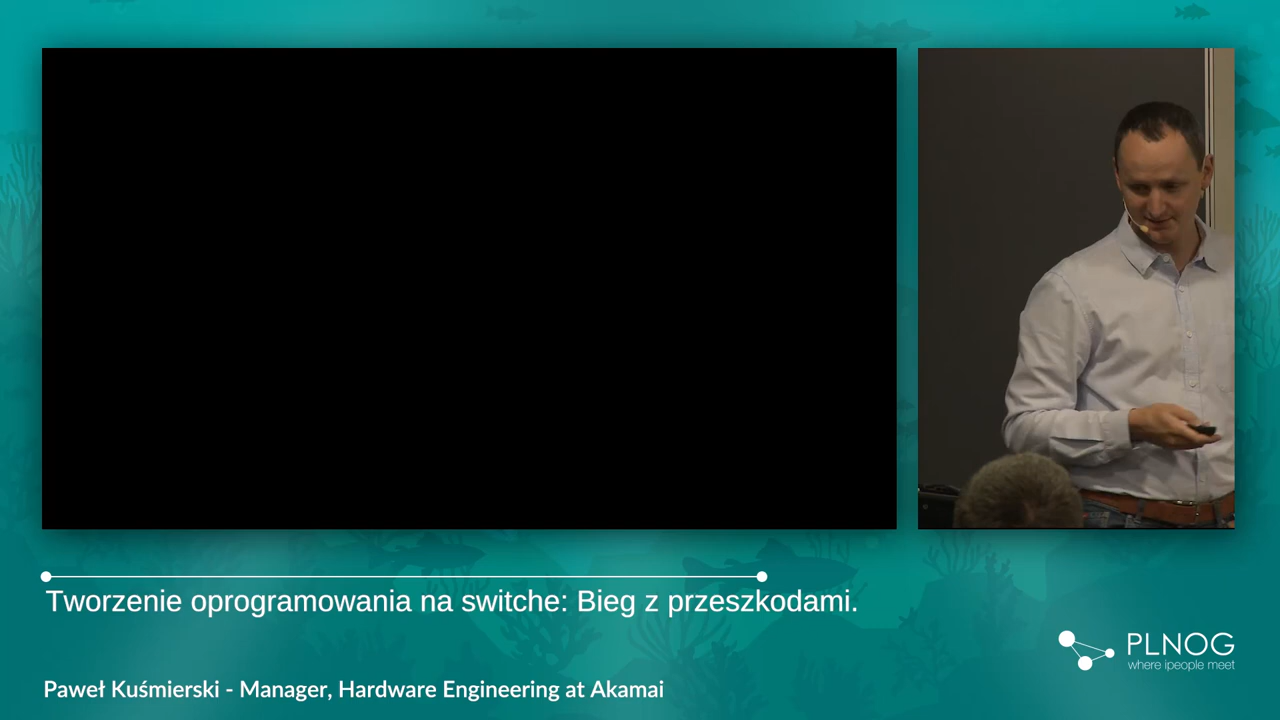 Tworzenie oprogramowania na switche: Bieg z przeszkodami.
PLNOG
where ipeople meet
Paweł Kuśmierski - Manager, Hardware Engineering at Akamai